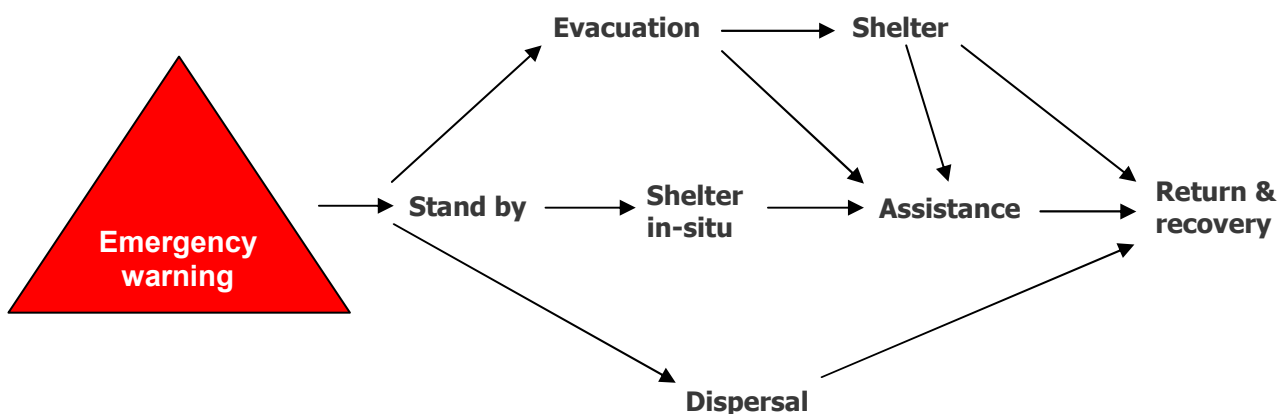 Evacuation
Shelter
Emergency
warning
Stand by
Shelter
in-situ
Assistance
Return &
recovery
Dispersal